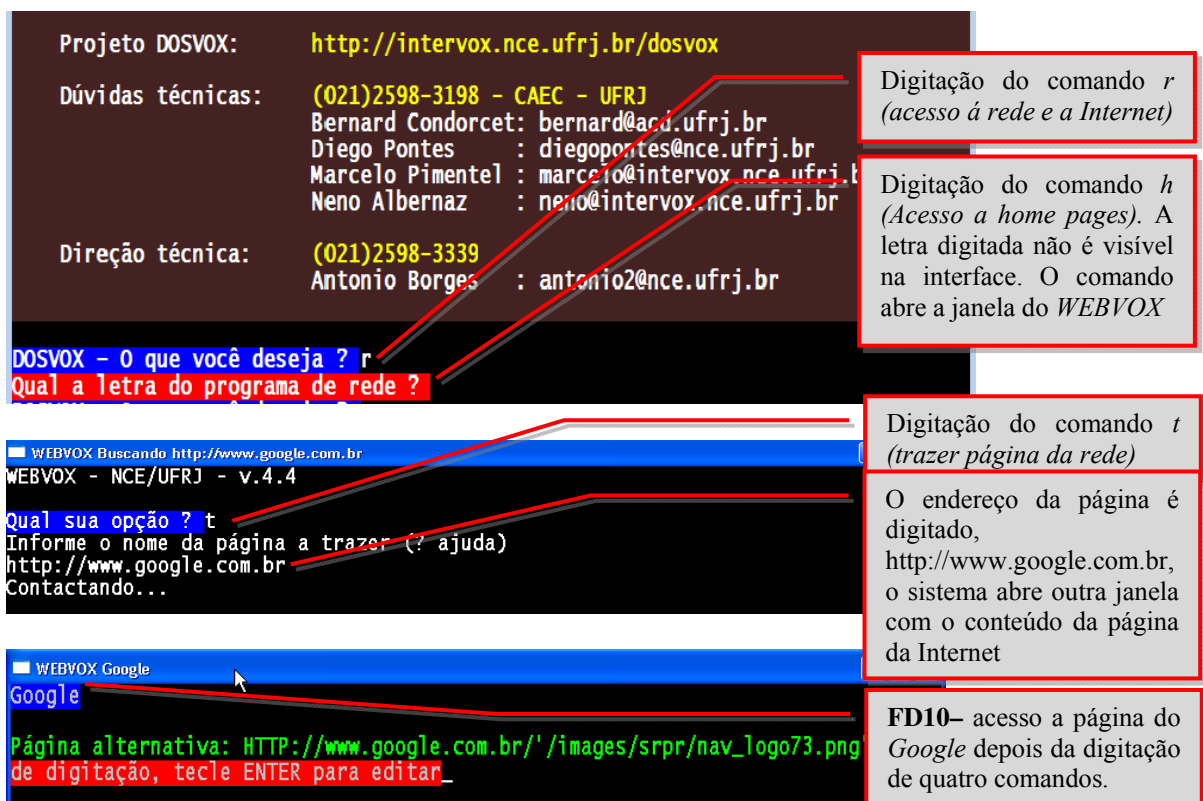 Projeto DOSVOX: http://intervox.nce.ufrj.br/dosvox
Dúvidas técnicas: (021)2598-3198 - CAEC - UFRJ
Bernard Condorcet: bernard@acd.ufrj.br
Diego Pontes : diegopontes@nce.ufrj.br
Marcelo Pimentel : marcelo@intervox.nce.ufrj.b
Neno Albernaz : neno@intervox.nce.ufrj.br
Direção técnica: (021)2598-3339
Antonio Borges : antonio2@nce.ufrj.br
DOSVOX - O que você deseja ? r
Qual a letra do programa de rede ?
Digitação do comando r
(acesso á rede e a Internet)
Digitação do comando h
(Acesso a home pages). A
letra digitada não é visível
na interface. O comando
abre a janela do WEBVOX
WEBVOX Buscando http://www.google.com.br
WEBVOX - NCE/UFRJ - v.4.4
Qual sua opção ? t
Informe o nome da página a trazer (? ajuda)
http://www.google.com.br
Contactando...
Digitação do comando t
(trazer página da rede)
O endereço da página é
digitado,
http://www.google.com.br,
o sistema abre outra janela
com o conteúdo da página
da Internet
WEBVOX Google
Google
Página alternativa: HTTP://www.google.com.br/'/images/srpr/nav_logo73.png'
de digitação, tecle ENTER para editar_
FD10– acesso a página do
Google depois da digitação
de quatro comandos.